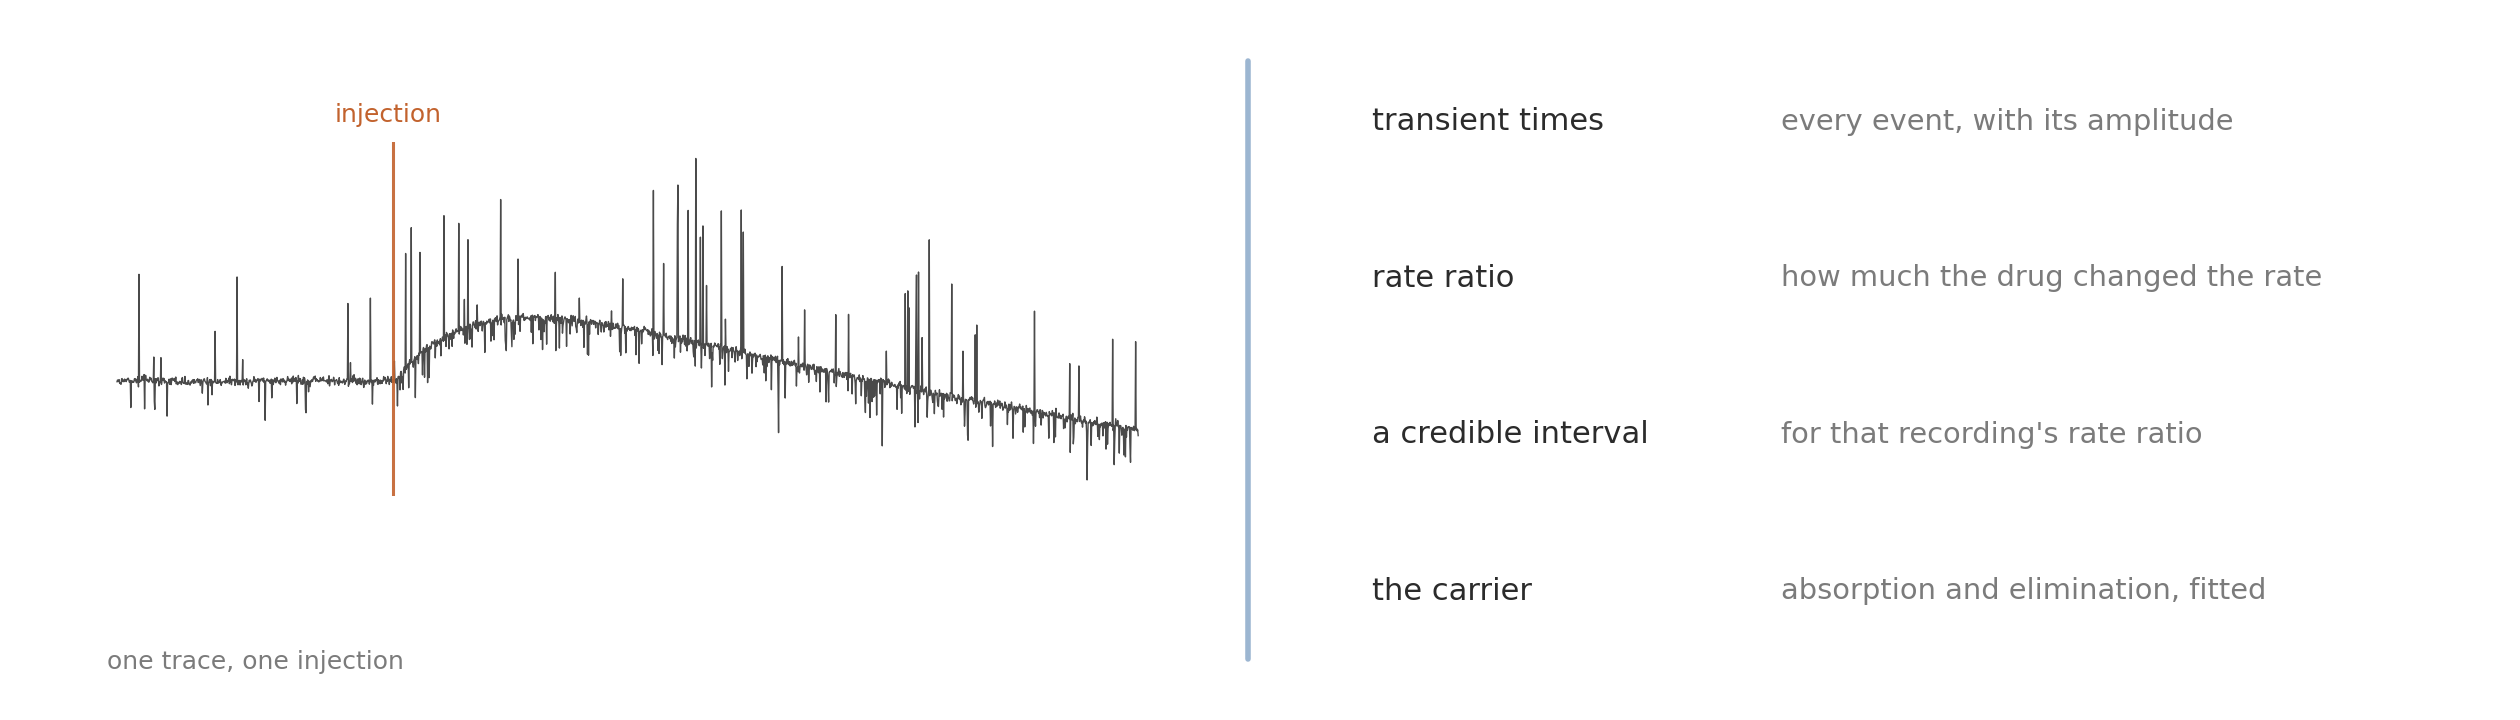 injection
one trace, one injection
transient times
every event, with its amplitude
rate ratio
how much the drug changed the rate
a credible interval
for that recording's rate ratio
the carrier
absorption and elimination, fitted